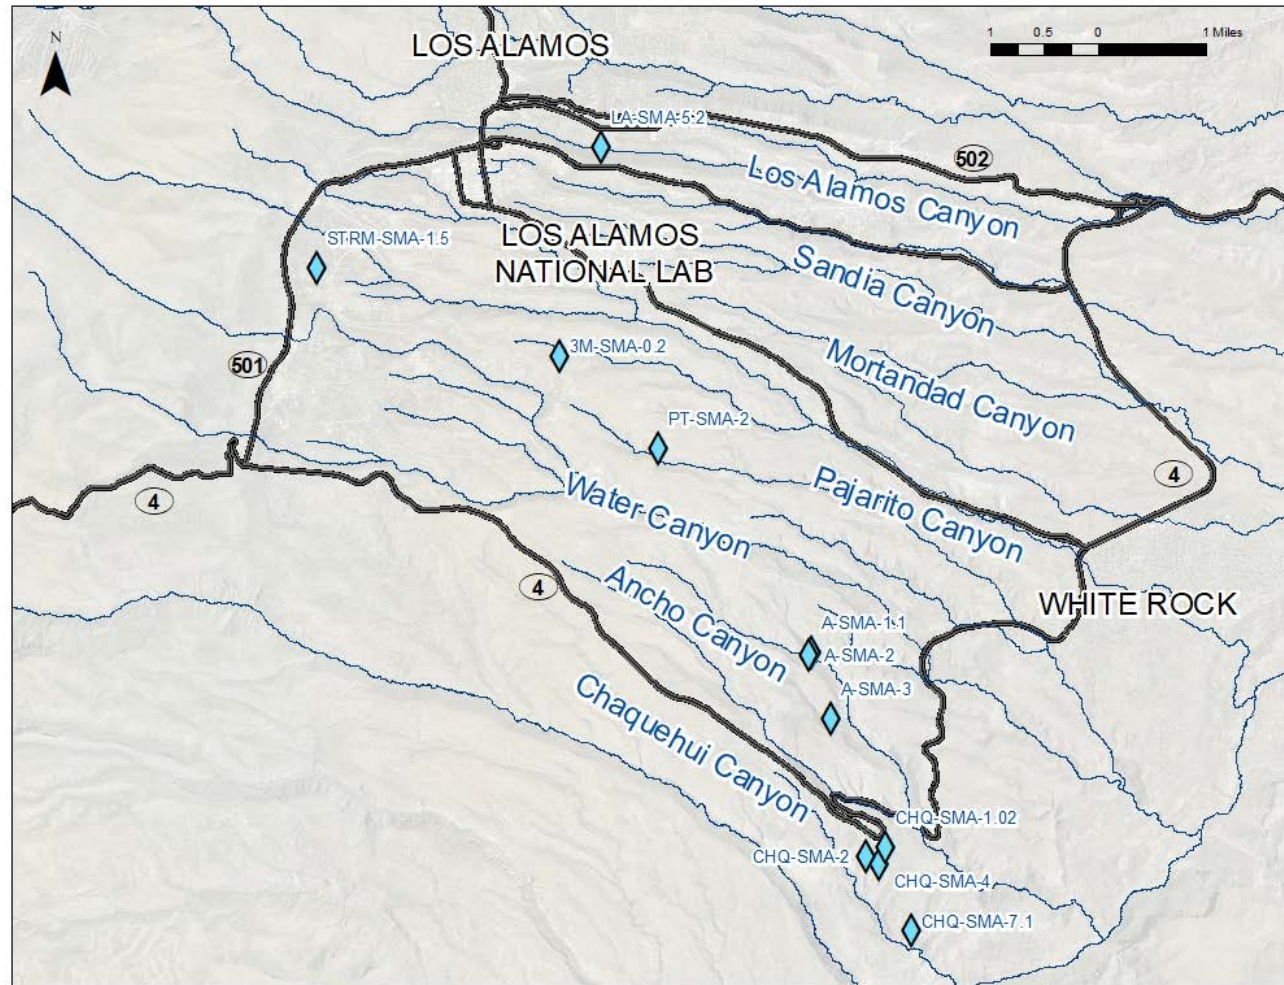 N
LOS ALAMOS
1 0.5 0 1 Miles
LA-SMA-5.2
502
Los Alamos Canyon
STRM-SMA-1.5
LOS ALAMOS
NATIONAL LAB
Sandia Canyon
3M-SMA-0.2
501
Mortandad Canyon
PT-SMA-2
4
4
Water Canyon
Pajarito Canyon
4
Ancho Canyon
WHITE ROCK
A-SMA-1.1
A-SMA-2
A-SMA-3
Chaquehui Canyon
CHQ-SMA-1.02
CHQ-SMA-2
CHQ-SMA-4
CHQ-SMA-7.1